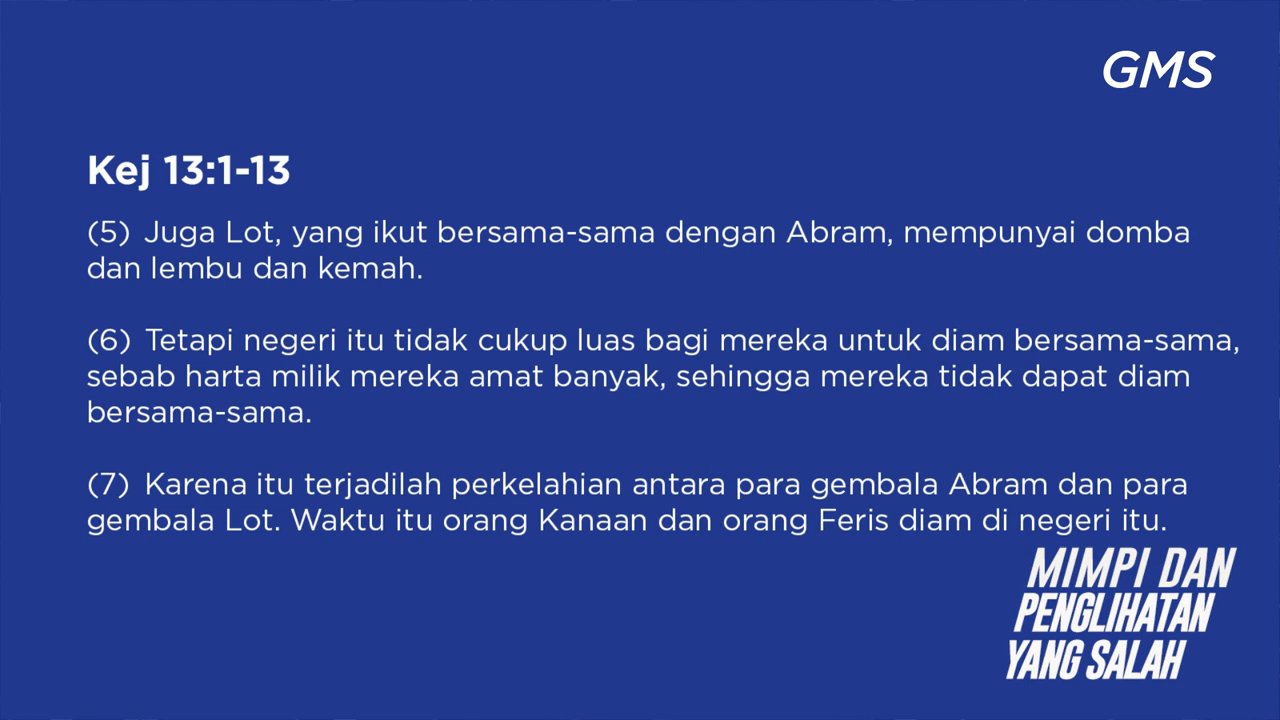 GMS
Kej 13:1-13
(5) Juga Lot, yang ikut bersama-sama dengan Abram, mempunyai domba
dan lembu dan kemah.
(6) Tetapi negeri itu tidak cukup luas bagi mereka untuk diam bersama-sama,
sebab harta milik mereka amat banyak, sehingga mereka tidak dapat diam
bersama-sama.
(7) Karena itu terjadilah perkelahian antara para gembala Abram dan para
gembala Lot. Waktu itu orang Kanaan dan orang Feris diam di negeri itu.
MIMPI DAN
PENGLIHATAN
YANG SALAH